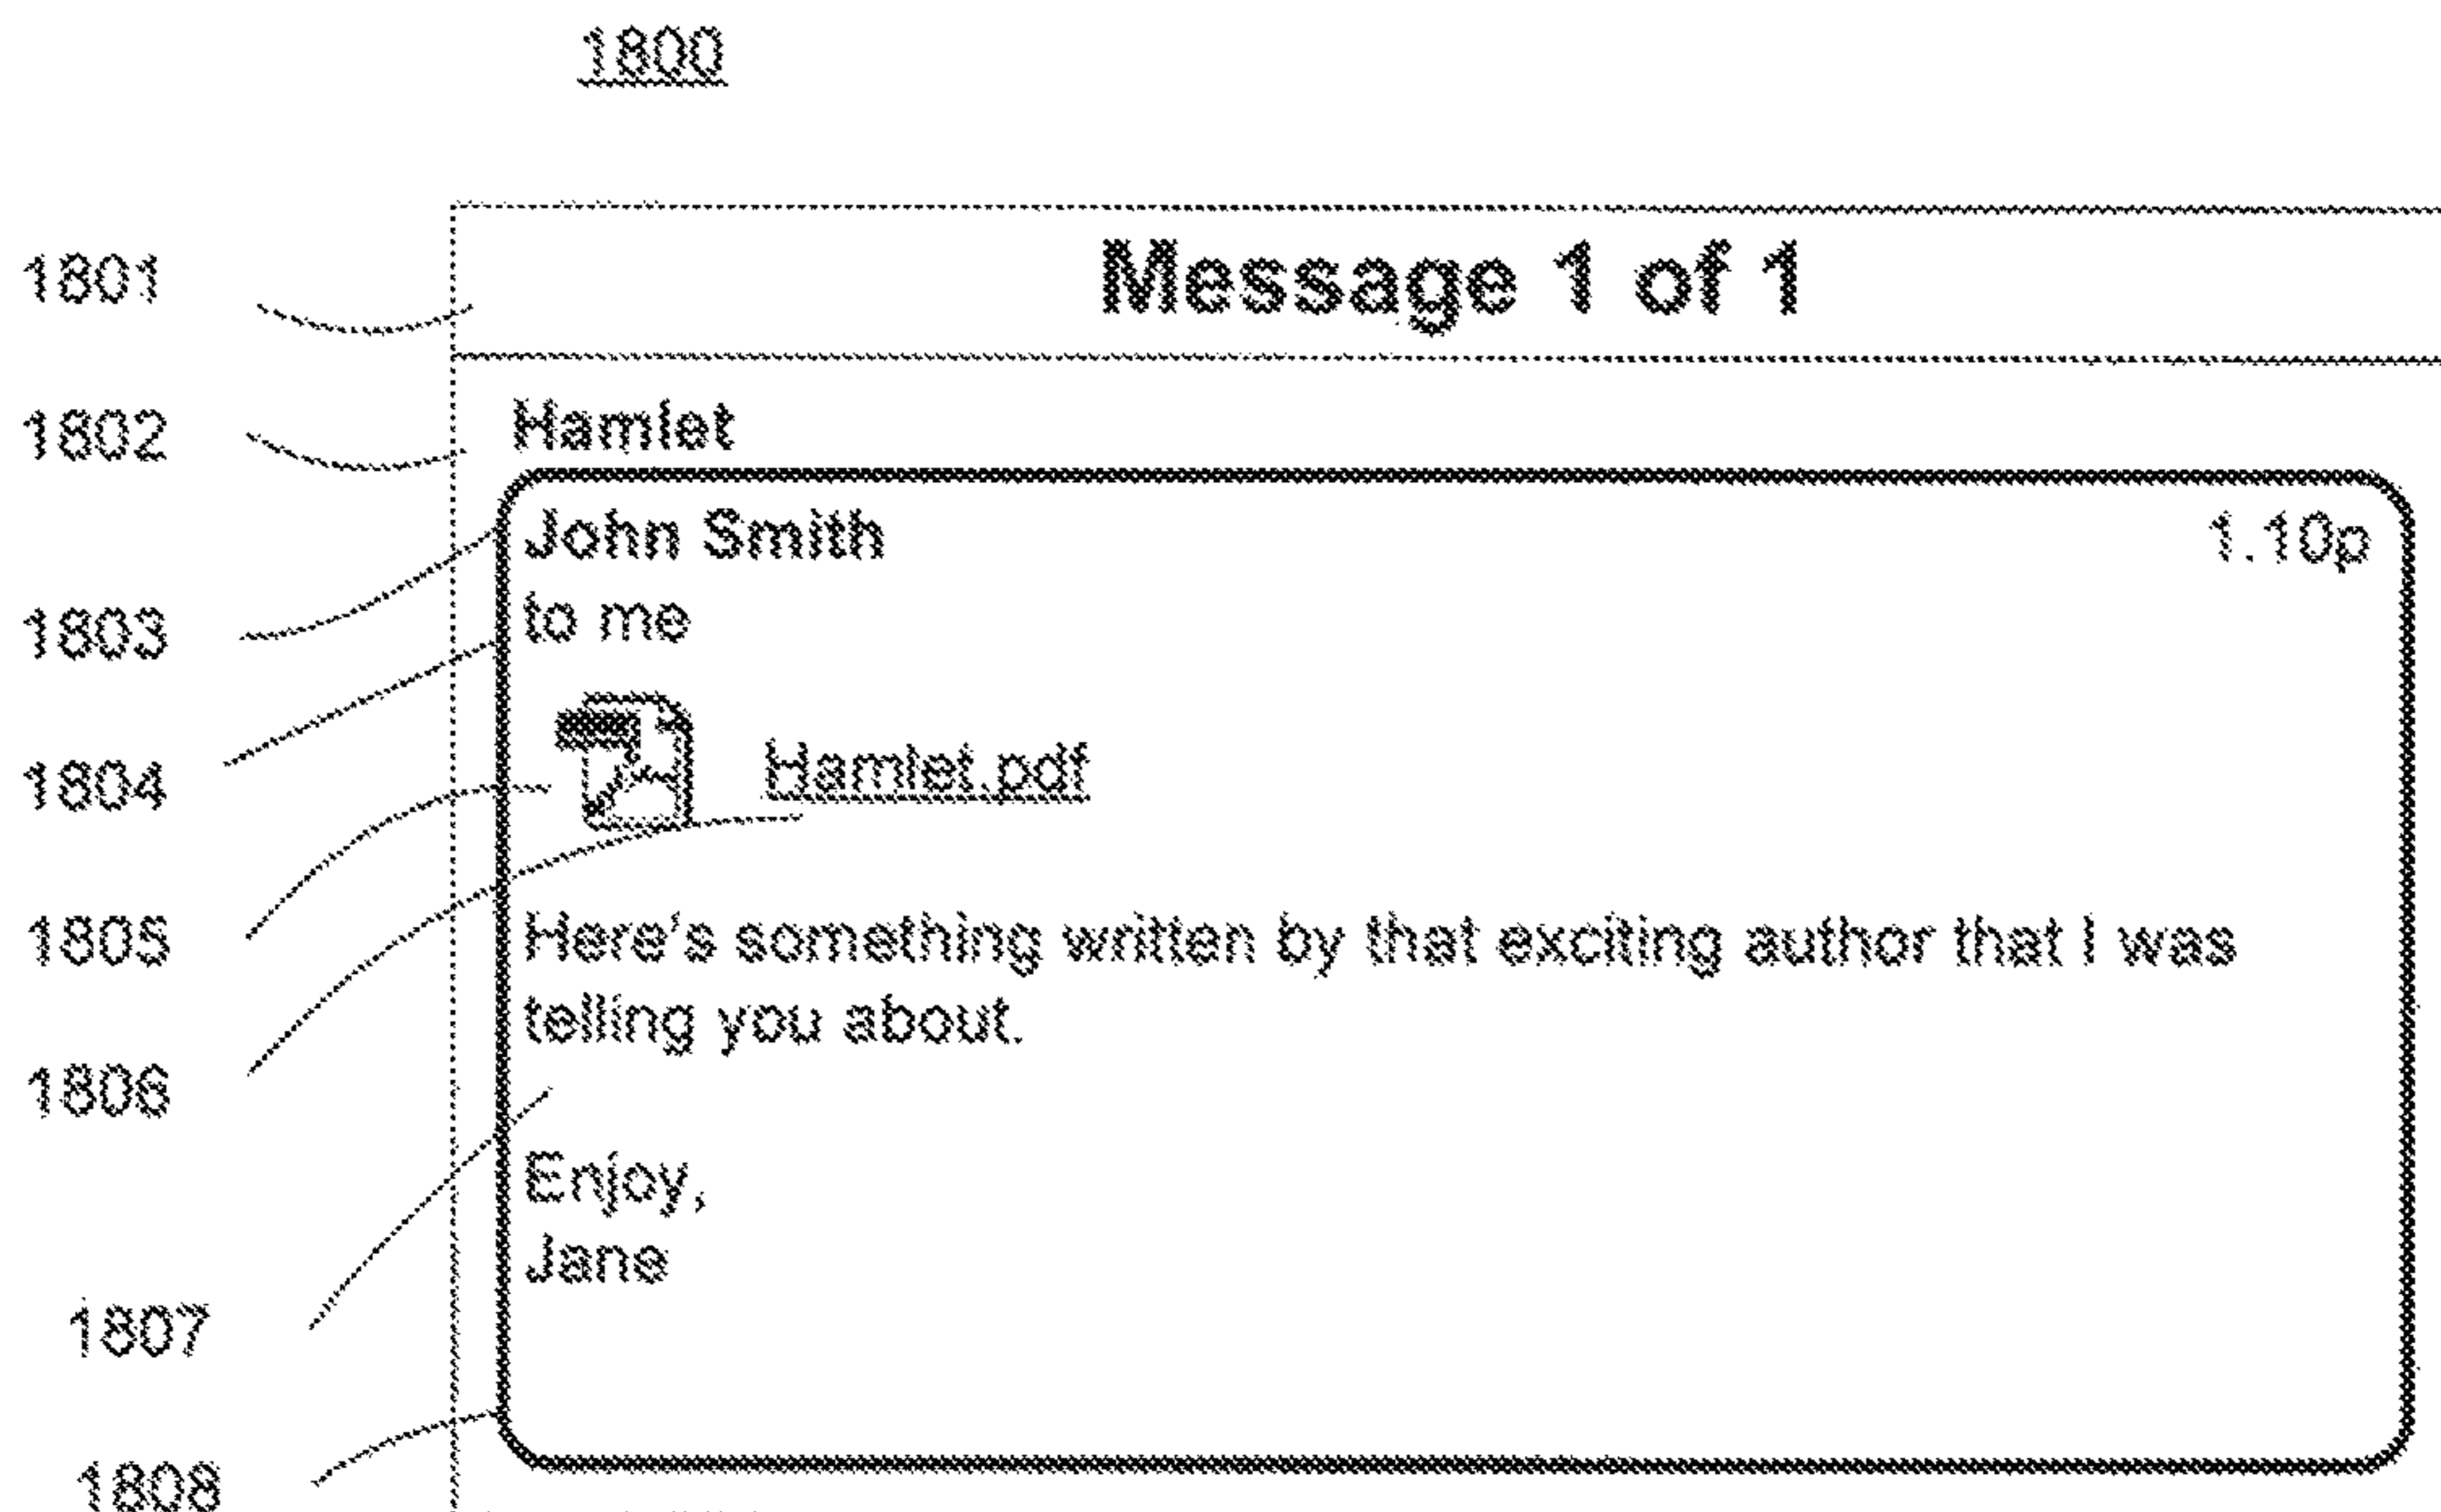 1800
1801
Message 1 of 1
1802
Hamlet
John Smith 1.10p
1803
to me
1804
Hamlet.pdf
1805
Here's something written by that exciting author that I was
telling you about.
1806
Enjoy,
Jane
1807
1808